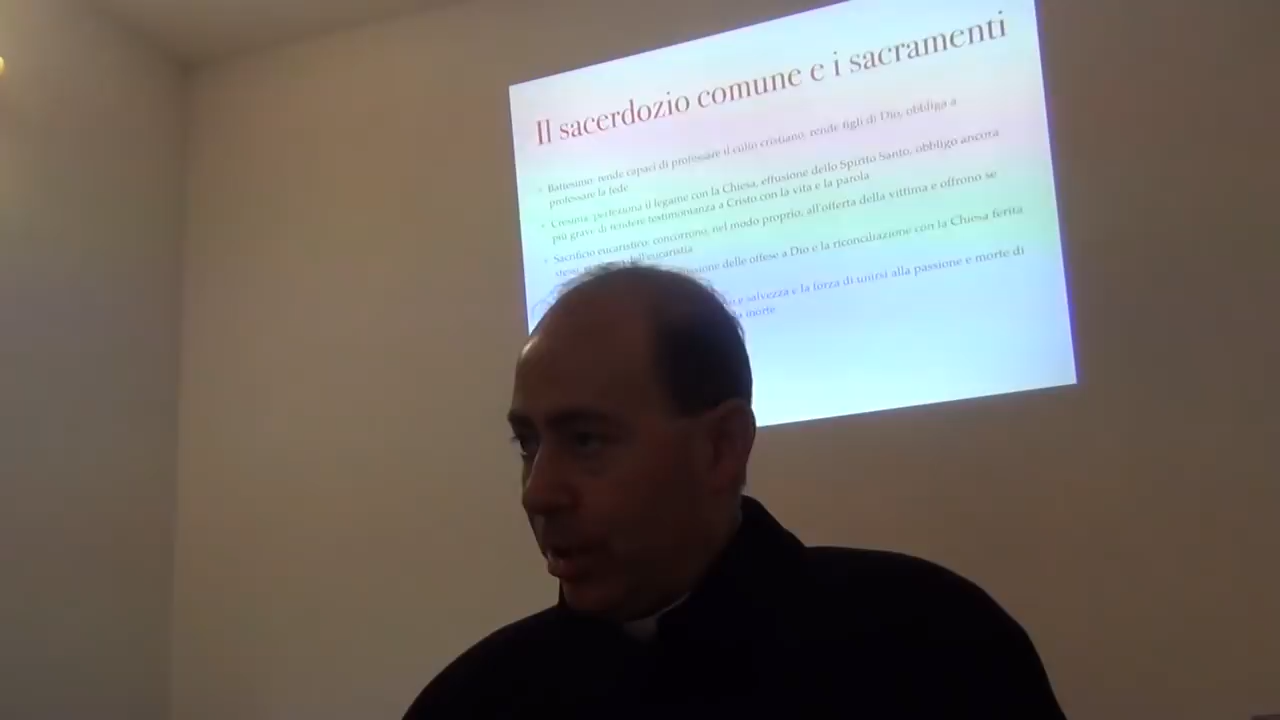 Il sacerdozio comune e i sacramenti
Battesimo: rende capaci di professare il culto cristiano, rende figli di Dio, obbliga a
professare la fede
Cresima: perfeziona il legame con la Chiesa, effusione dello Spirito Santo, obbligo ancora
più grave di rendere testimonianza a Cristo con la vita e la parola
Sacrificio eucaristico: concorrono, nel modo proprio, all'offerta della vittima e offrono se
stessi dell'eucaristia
delle offese a Dio e la riconciliazione con la Chiesa ferita
e salvezza e la forza di unirsi alla passione e morte di
morte